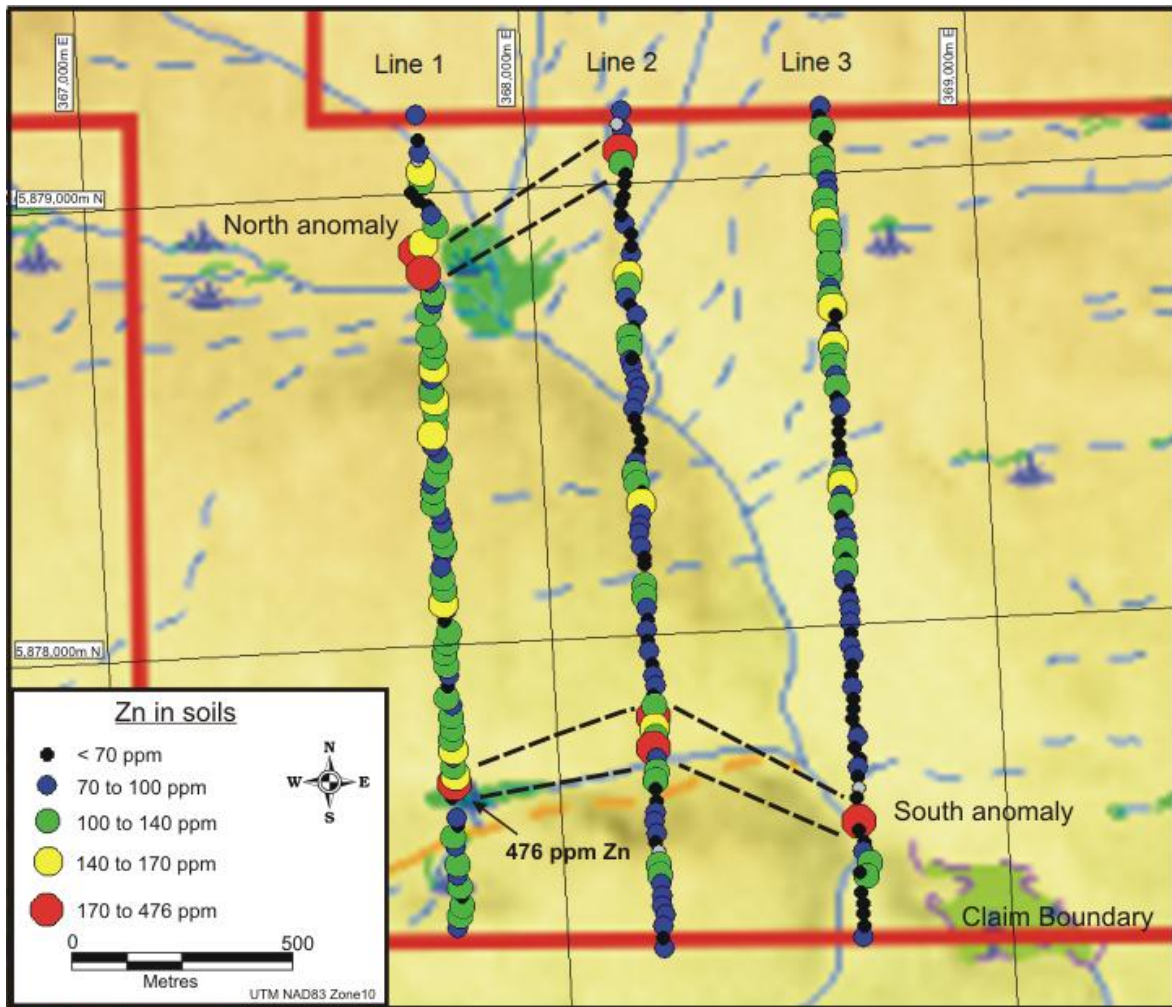 367,000m E
368,000m E
369,000m E
Line 1
Line 2
Line 3
5,879,000m N
North anomaly
5,878,000m N
Zn in soils
< 70 ppm
70 to 100 ppm
100 to 140 ppm
140 to 170 ppm
170 to 476 ppm
N
W E
S
0 500
Metres
UTM NAD83 Zone10
476 ppm Zn
South anomaly
Claim Boundary